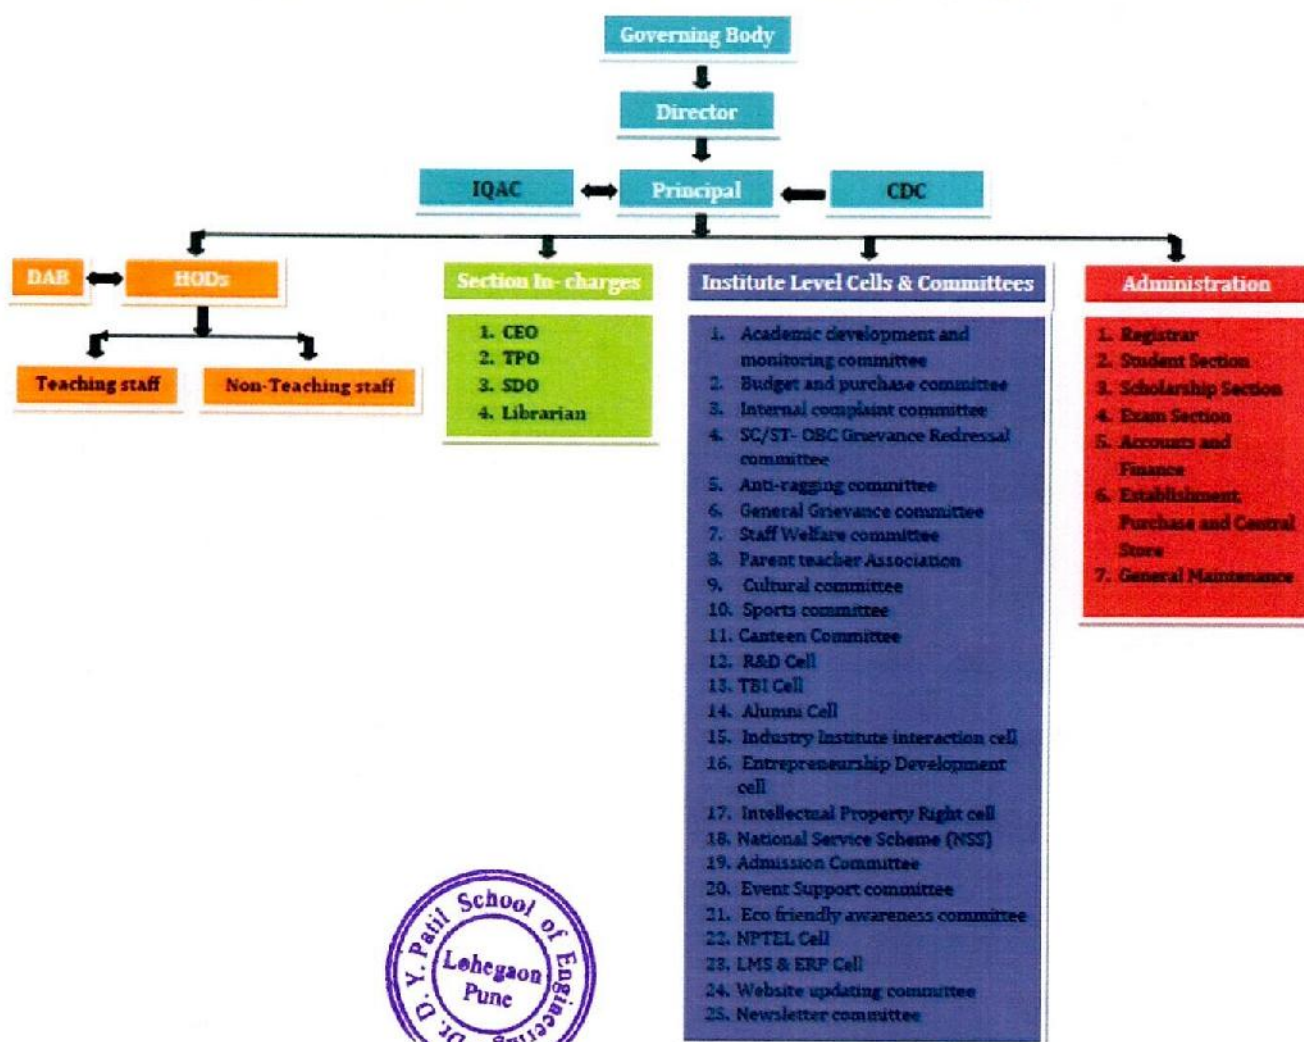 Governing Body
Director
IQAC
Principal
CDC
DAB
HODs
Teaching staff
Non-Teaching staff
Section In- charges
1. CEO
2. TPO
3. SDO
4. Librarian
Institute Level Cells & Committees
1. Academic development and
monitoring committee
2. Budget and purchase committee
3. Internal complaint committee
4. SC/ST- OBC Grievance Redressal
committee
5. Anti-ragging committee
6. General Grievance committee
7. Staff Welfare committee
8. Parent teacher Association
9. Cultural committee
10. Sports committee
11. Canteen Committee
12. R&D Cell
13. TBI Cell
14. Alumni Cell
15. Industry Institute interaction cell
16. Entrepreneurship Development
cell
17. Intellectual Property Right cell
18. National Service Scheme (NSS)
19. Admission Committee
20. Event Support committee
21. Eco friendly awareness committee
22. NPTEL Cell
23. LMS & ERP Cell
24. Website updating committee
25. Newsletter committee
Administration
1. Registrar
2. Student Section
3. Scholarship Section
4. Exam Section
5. Accounts and
Finance
6. Establishment,
Purchase and Central
Store
7. General Maintenance
Dr. D. Y. Patil School of Engineering
Lohegaon
Pune